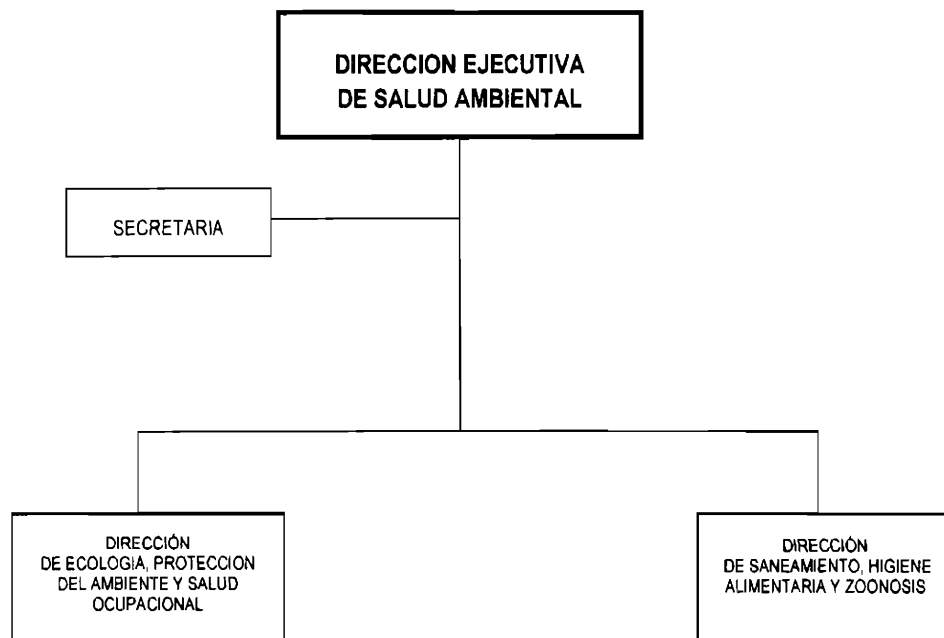 DIRECCION EJECUTIVA
DE SALUD AMBIENTAL
SECRETARIA
DIRECCIÓN
DE ECOLOGIA, PROTECCION
DEL AMBIENTE Y SALUD
OCUPACIONAL
DIRECCIÓN
DE SANEAMIENTO, HIGIENE
ALIMENTARIA Y ZOONOSIS